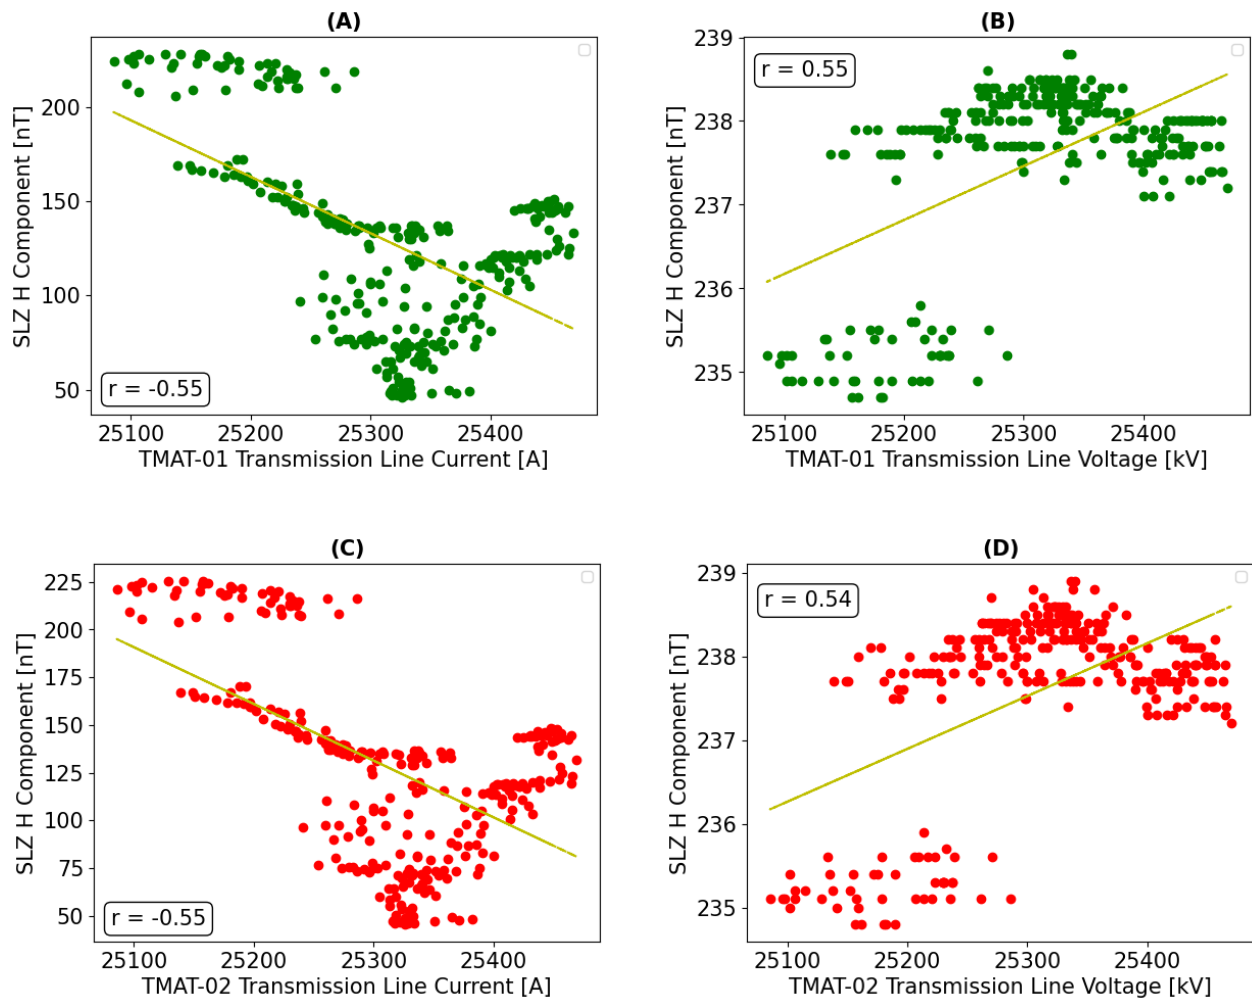 (A)
SLZ H Component [nT]
200
150
100
50
r = -0.55
25100 25200 25300 25400
TMAT-01 Transmission Line Current [A]
(B)
SLZ H Component [nT]
239
238
237
236
235
r = 0.55
25100 25200 25300 25400
TMAT-01 Transmission Line Voltage [kV]
(C)
SLZ H Component [nT]
225
200
175
150
125
100
75
50
r = -0.55
25100 25200 25300 25400
TMAT-02 Transmission Line Current [A]
(D)
SLZ H Component [nT]
239
238
237
236
235
r = 0.54
25100 25200 25300 25400
TMAT-02 Transmission Line Voltage [kV]